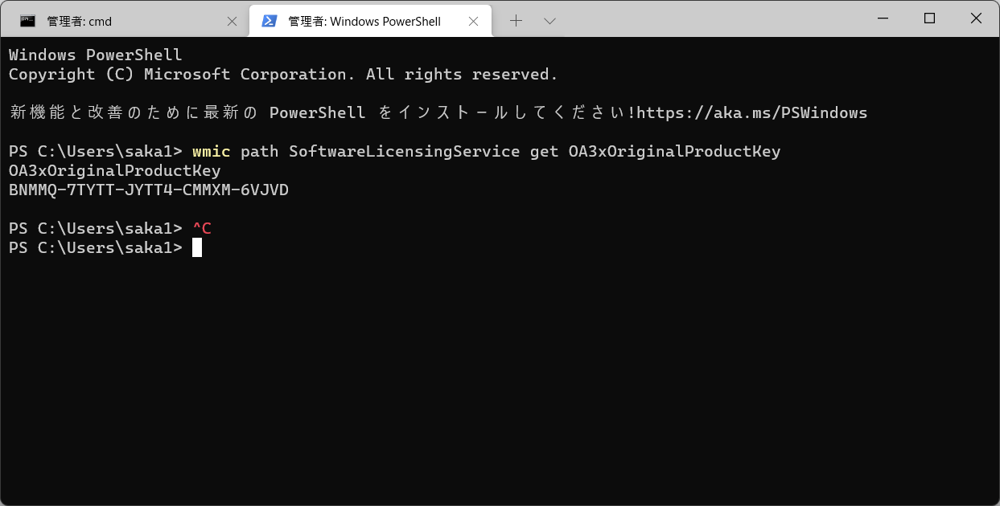 管理者: cmd
管理者: Windows PowerShell
Windows PowerShell
Copyright (C) Microsoft Corporation. All rights reserved.
新機能と改善のために最新の PowerShell をインストールしてください!https://aka.ms/PSWindows
PS C:\Users\saka1> wmic path SoftwareLicensingService get OA3xOriginalProductKey
OA3xOriginalProductKey
BNMMQ-7TYTT-JYTT4-CMMXM-6VJVD
PS C:\Users\saka1> ^C
PS C:\Users\saka1>